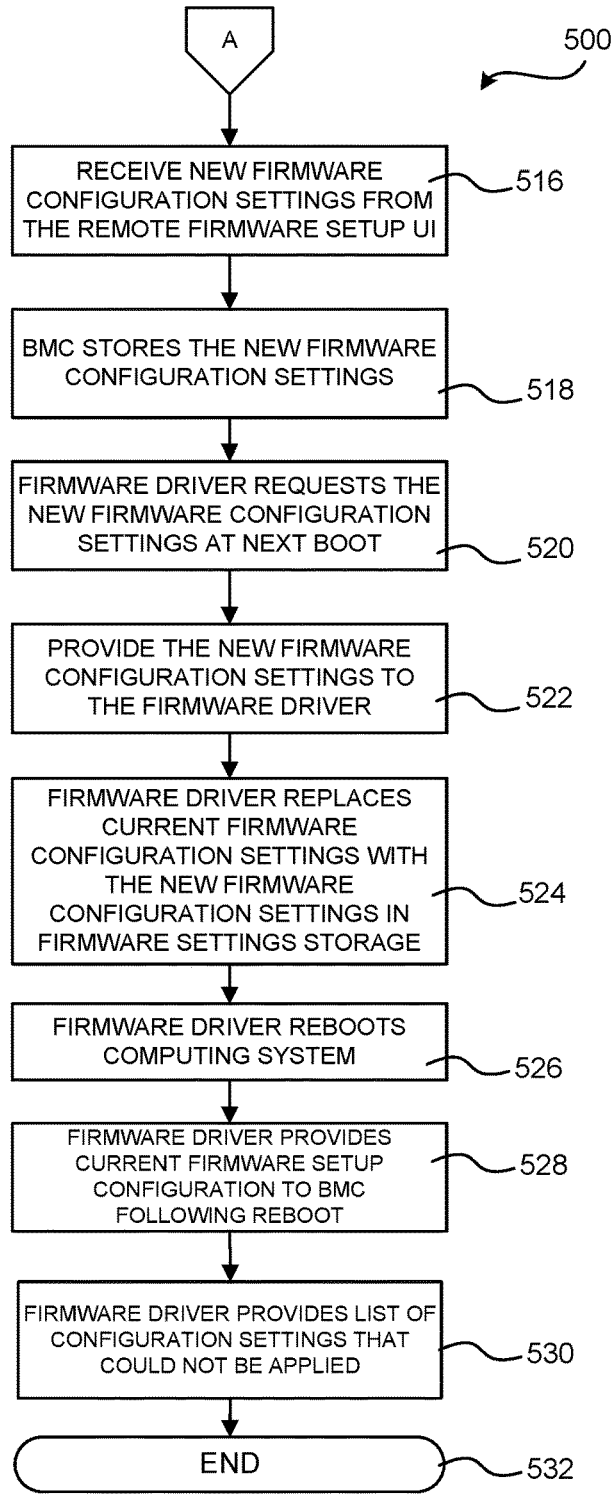 A
500
RECEIVE NEW FIRMWARE
CONFIGURATION SETTINGS FROM
THE REMOTE FIRMWARE SETUP UI
516
BMC STORES THE NEW FIRMWARE
CONFIGURATION SETTINGS
518
FIRMWARE DRIVER REQUESTS THE
NEW FIRMWARE CONFIGURATION
SETTINGS AT NEXT BOOT
520
PROVIDE THE NEW FIRMWARE
CONFIGURATION SETTINGS TO
THE FIRMWARE DRIVER
522
FIRMWARE DRIVER REPLACES
CURRENT FIRMWARE
CONFIGURATION SETTINGS WITH
THE NEW FIRMWARE
CONFIGURATION SETTINGS IN
FIRMWARE SETTINGS STORAGE
524
FIRMWARE DRIVER REBOOTS
COMPUTING SYSTEM
526
FIRMWARE DRIVER PROVIDES
CURRENT FIRMWARE SETUP
CONFIGURATION TO BMC
FOLLOWING REBOOT
528
FIRMWARE DRIVER PROVIDES LIST OF
CONFIGURATION SETTINGS THAT
COULD NOT BE APPLIED
530
END
532